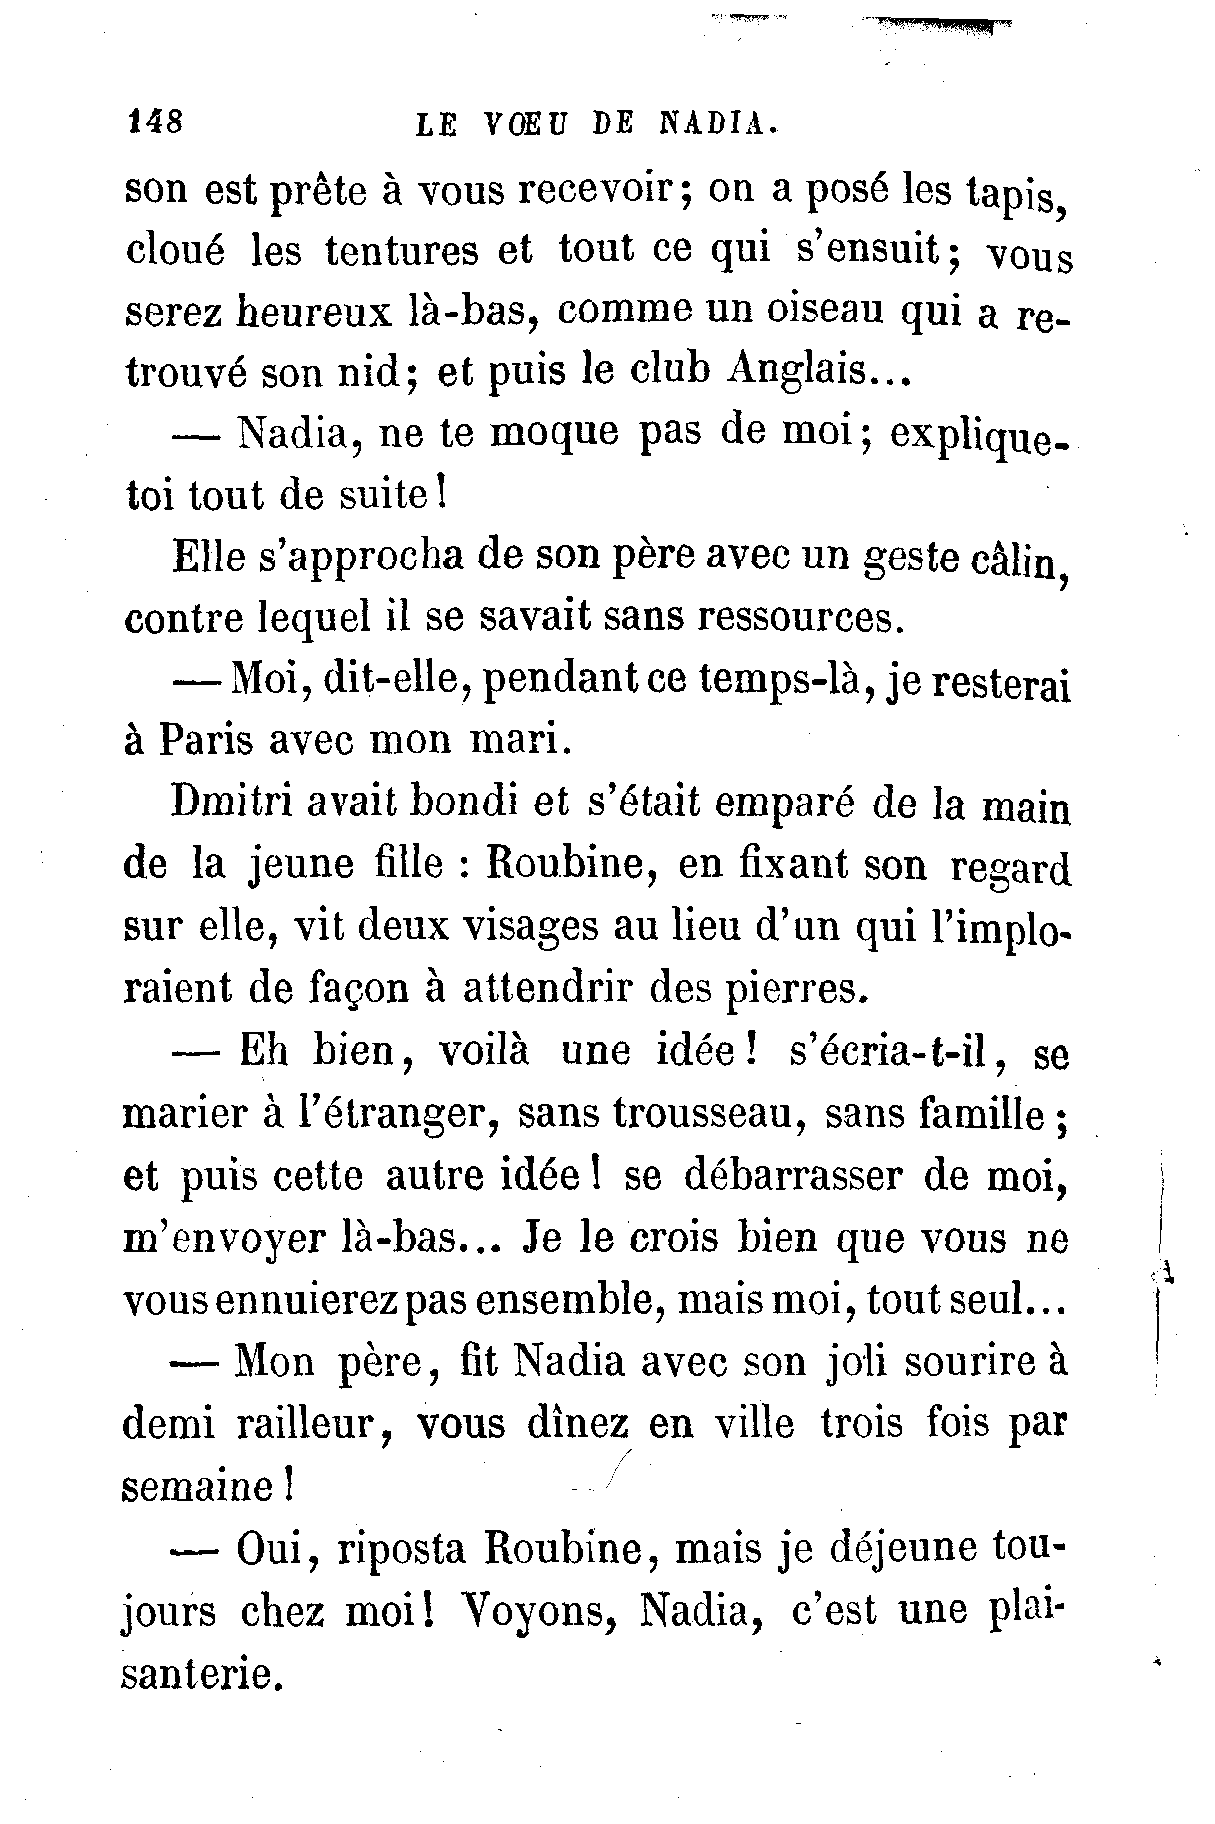 148 LE VŒU DE NADIA.
son est prête à vous recevoir; on a posé les tapis,
cloué les tentures et tout ce qui s'ensuit; vous
serez heureux là-bas, comme un oiseau qui a re-
trouvé son nid; et puis le club Anglais...
— Nadia, ne te moque pas de moi; explique-
toi tout de suite!
Elle s'approcha de son père avec un geste câlin,
contre lequel il se savait sans ressources.
— Moi, dit-elle, pendant ce temps-là, je resterai
à Paris avec mon mari.
Dmitri avait bondi et s'était emparé de la main
de la jeune fille : Roubine, en fixant son regard
sur elle, vit deux visages au lieu d'un qui l'implo-
raient de façon à attendrir des pierres.
— Eh bien, voilà une idée! s'écria-t-il, se
marier à l'étranger, sans trousseau, sans famille;
et puis cette autre idée! se débarrasser de moi,
m'envoyer là-bas... Je le crois bien que vous ne
vous ennuierez pas ensemble, mais moi, tout seul...
— Mon père, fit Nadia avec son joli sourire à
demi railleur, vous dînez en ville trois fois par
semaine!
— Oui, riposta Roubine, mais je déjeune tou-
jours chez moi! Voyons, Nadia, c'est une plai-
santerie.